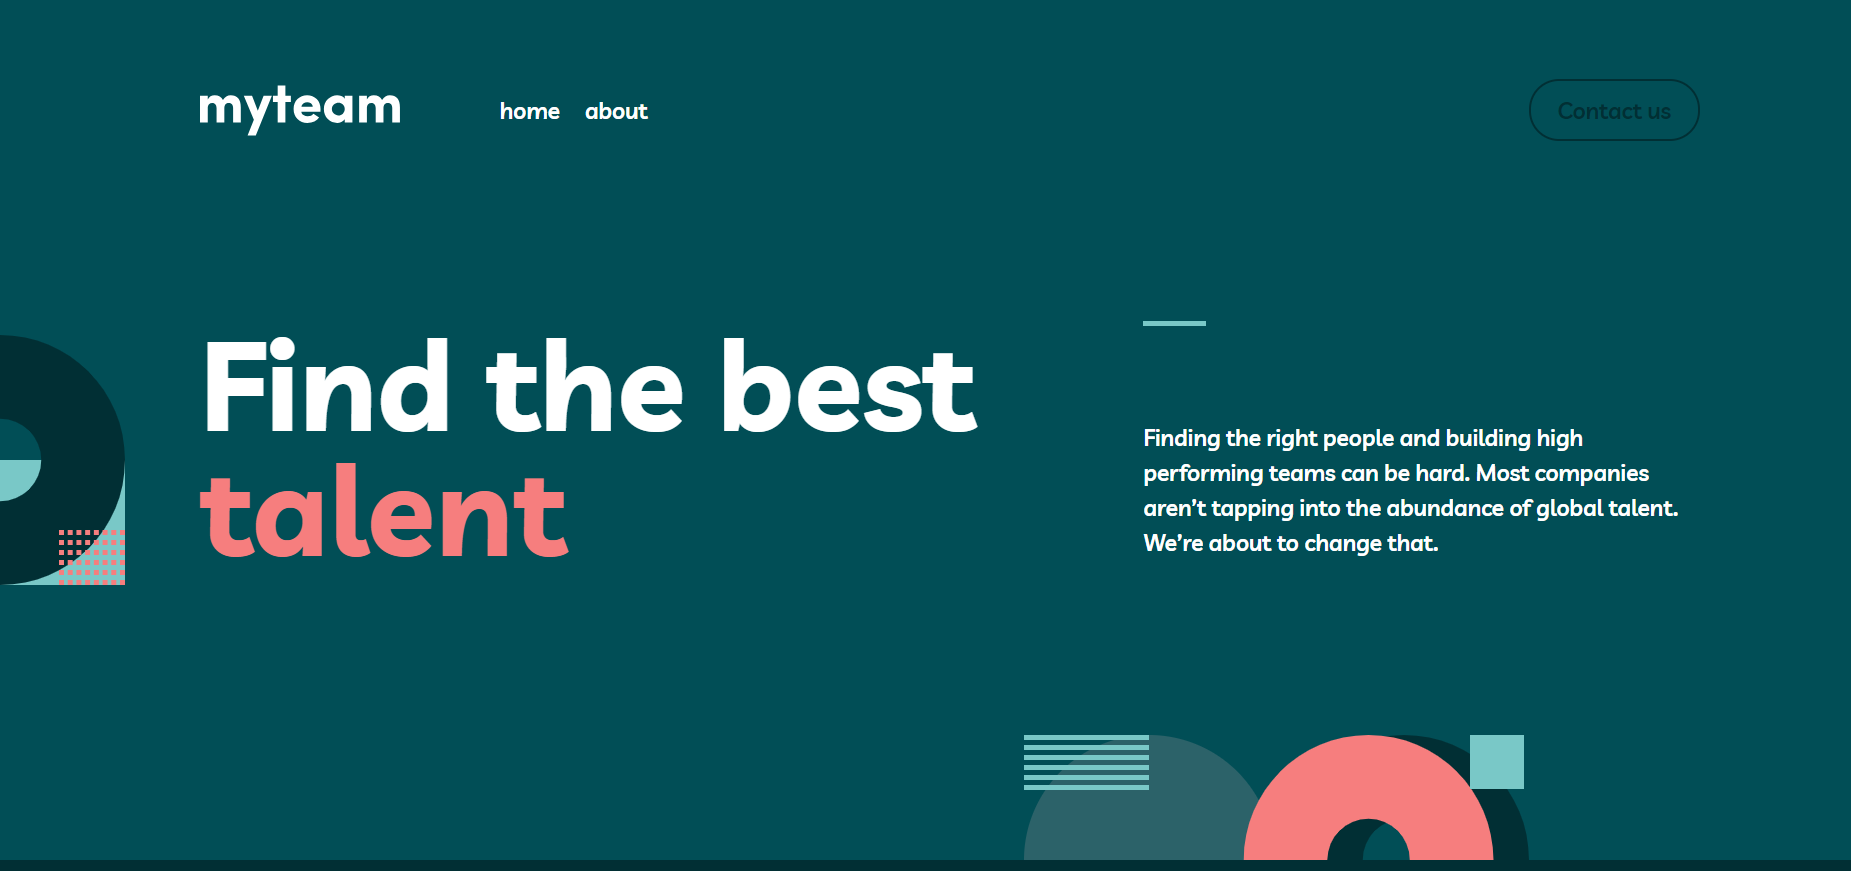 myteam
home about
Contact us
Find the best
talent
Finding the right people and building high
performing teams can be hard. Most companies
aren’t tapping into the abundance of global talent.
We’re about to change that.